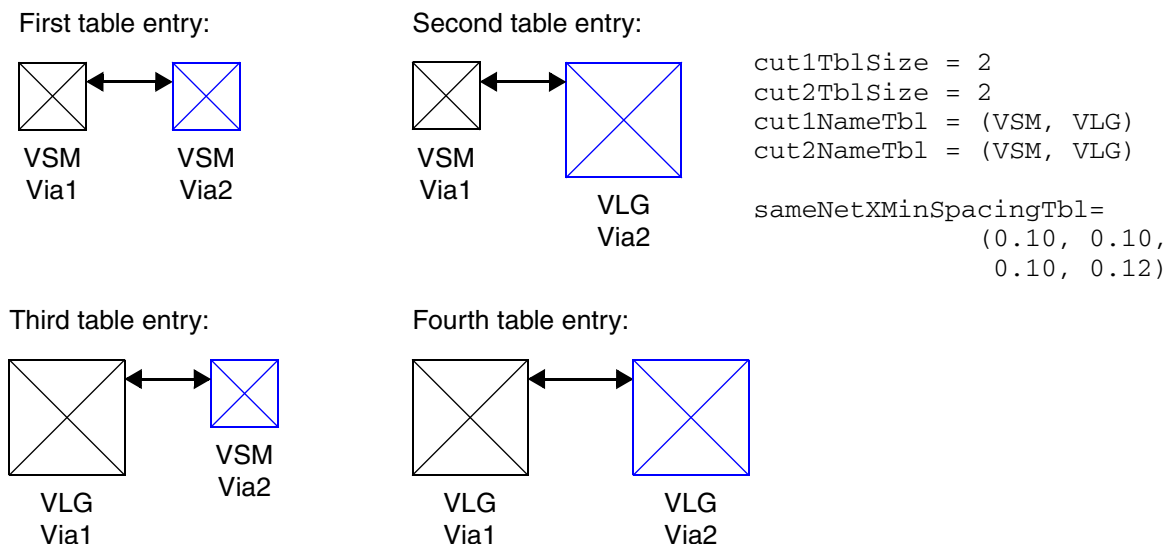 First table entry:
VSM
Via1
VSM
Via2
Second table entry:
VSM
Via1
VLG
Via2
cut1TblSize = 2
cut2TblSize = 2
cut1NameTbl = (VSM, VLG)
cut2NameTbl = (VSM, VLG)
sameNetXMinSpacingTbl=
(0.10, 0.10,
0.10, 0.12)
Third table entry:
VLG
Via1
VSM
Via2
Fourth table entry:
VLG
Via1
VLG
Via2